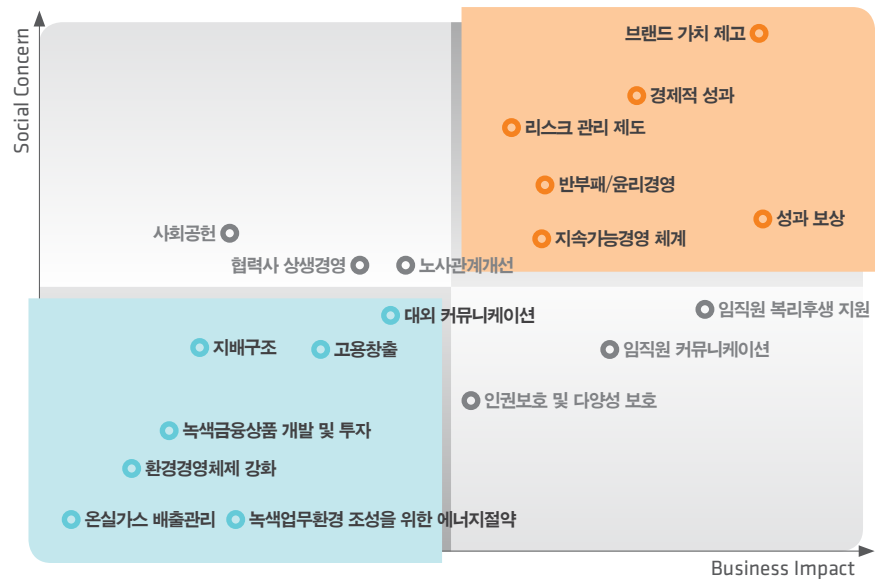 Social Concern
브랜드 가치 제고
경제적 성과
리스크 관리 제도
반부패/윤리경영
성과 보상
사회공헌
지속가능경영 체계
협력사 상생경영
노사관계개선
임직원 복리후생 지원
대외 커뮤니케이션
지배구조
고용창출
임직원 커뮤니케이션
인권보호 및 다양성 보호
녹색금융상품 개발 및 투자
환경경영체제 강화
온실가스 배출관리
녹색업무환경 조성을 위한 에너지절약
Business Impact